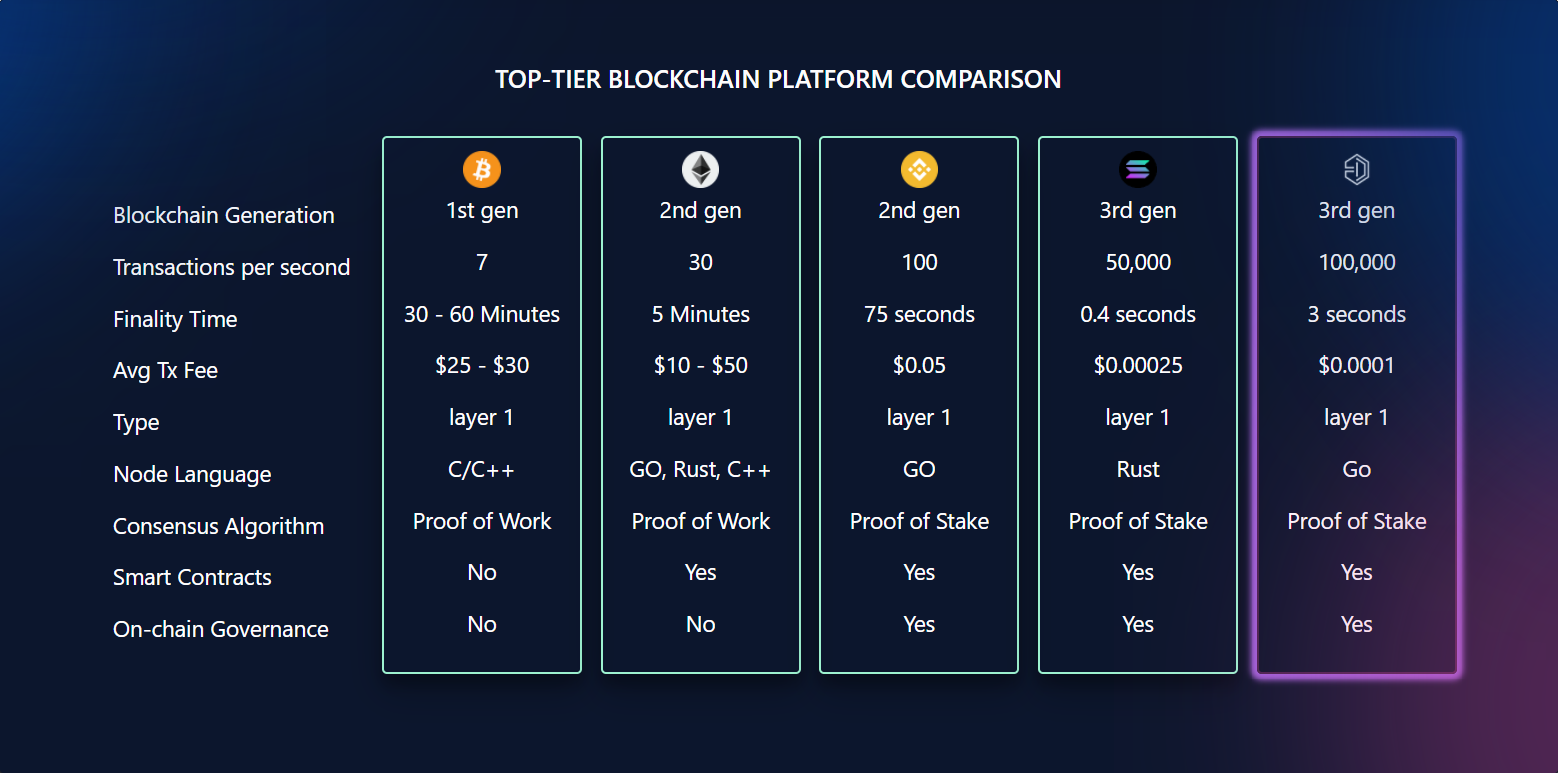 TOP-TIER BLOCKCHAIN PLATFORM COMPARISON
Blockchain Generation 1st gen 2nd gen 2nd gen 3rd gen 3rd gen
Transactions per second 7 30 100 50,000 100,000
Finality Time 30 - 60 Minutes 5 Minutes 75 seconds 0.4 seconds 3 seconds
Avg Tx Fee $25 - $30 $10 - $50 $0.05 $0.00025 $0.0001
Type layer 1 layer 1 layer 1 layer 1 layer 1
Node Language C/C++ GO, Rust, C++ GO Rust Go
Consensus Algorithm Proof of Work Proof of Work Proof of Stake Proof of Stake Proof of Stake
Smart Contracts No Yes Yes Yes Yes
On-chain Governance No No Yes Yes Yes